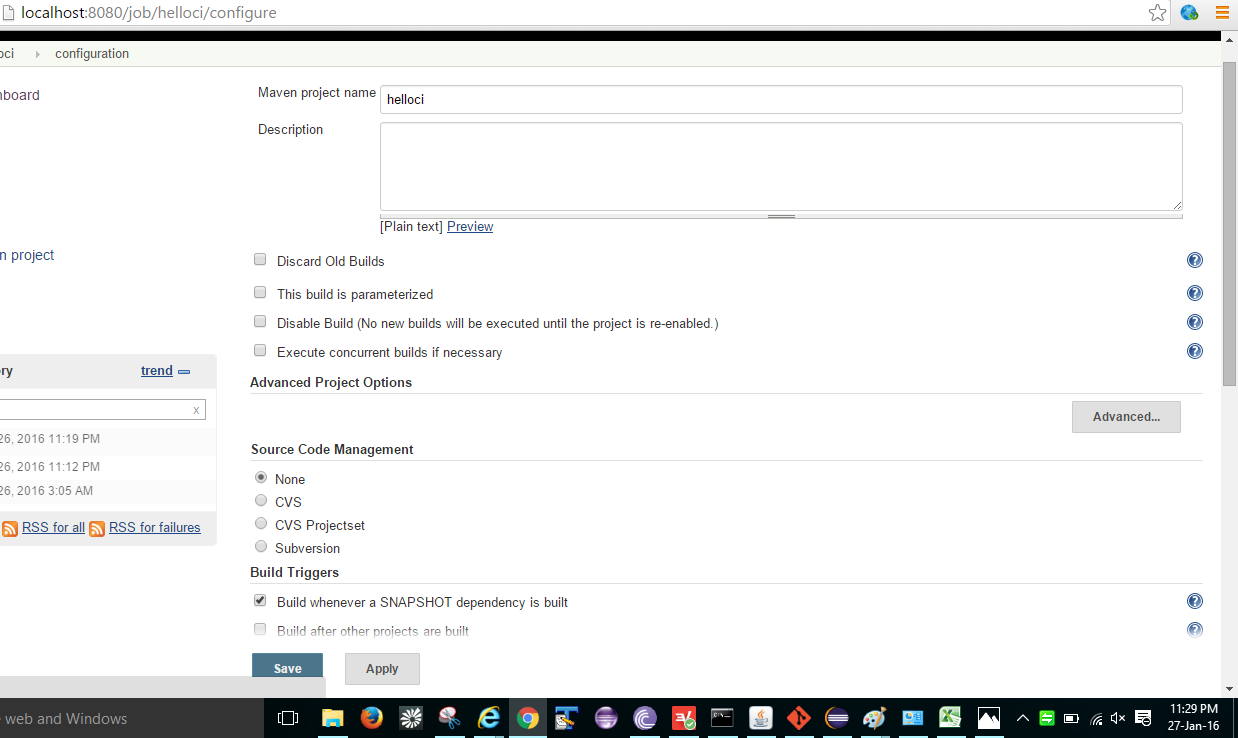 localhost:8080/job/helloci/configure
oci configuration
nboard
Maven project name helloci
Description
[Plain text] Preview
n project
Discard Old Builds
This build is parameterized
Disable Build (No new builds will be executed until the project is re-enabled.)
Execute concurrent builds if necessary
ry trend
Advanced Project Options
x
Advanced...
26, 2016 11:19 PM
Source Code Management
26, 2016 11:12 PM
None
26, 2016 3:05 AM
CVS
RSS for all RSS for failures
CVS Projectset
Subversion
Build Triggers
Build whenever a SNAPSHOT dependency is built
Build after other projects are built
Save Apply
web and Windows
11:29 PM
27-Jan-16